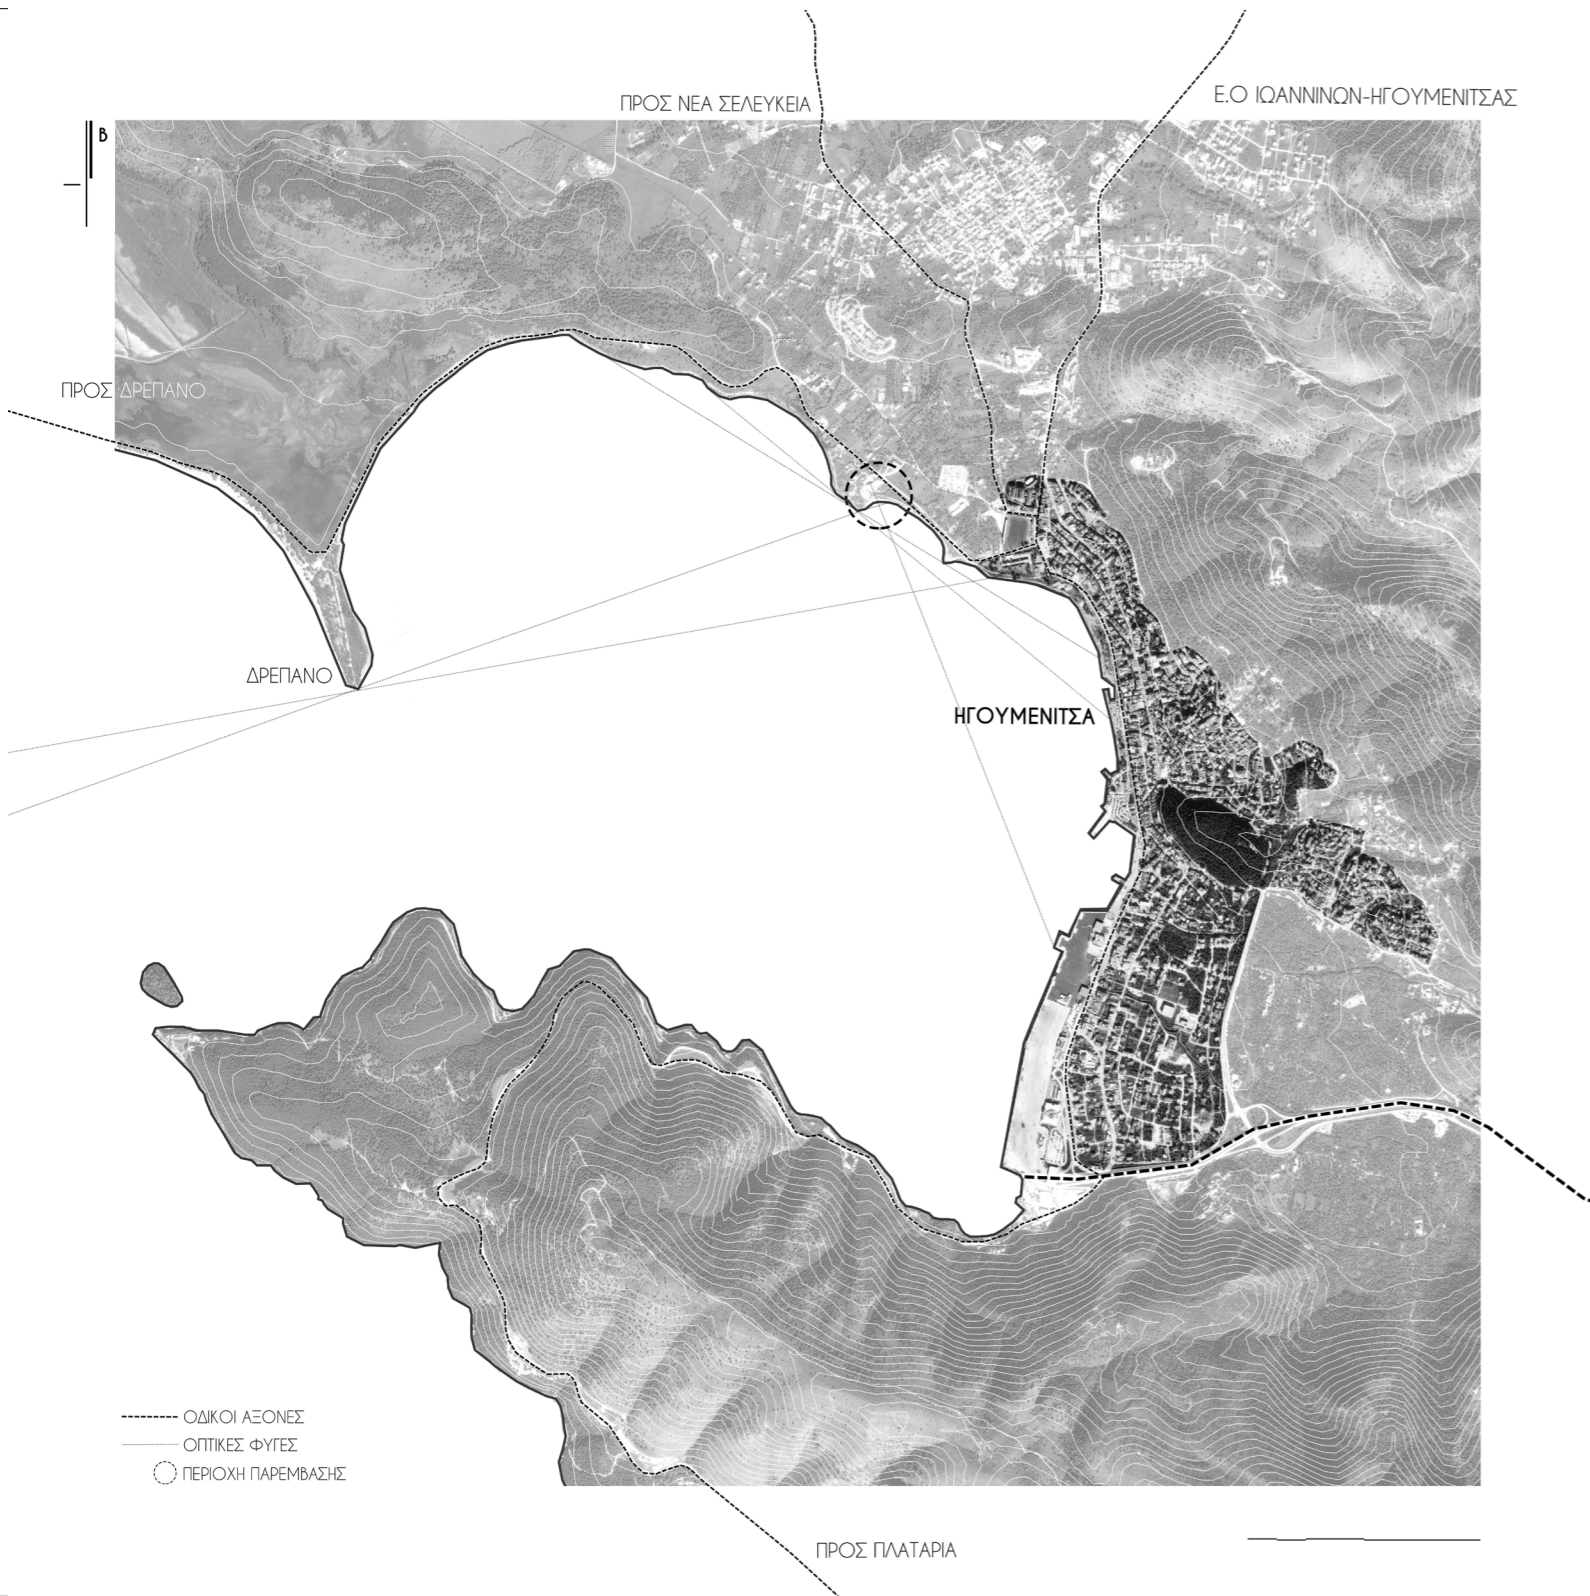 ΠΡΟΣ ΝΕΑ ΣΕΛΕΥΚΕΙΑ
Ε.Ο ΙΩΑΝΝΙΝΩΝ-ΗΓΟΥΜΕΝΙΤΣΑΣ
Β
ΠΡΟΣ ΔΡΕΠΑΝΟ
ΔΡΕΠΑΝΟ
ΗΓΟΥΜΕΝΙΤΣΑ
ΟΔΙΚΟΙ ΑΞΟΝΕΣ
ΟΠΤΙΚΕΣ ΦΥΓΕΣ
ΠΕΡΙΟΧΗ ΠΑΡΕΜΒΑΣΗΣ
ΠΡΟΣ ΠΛΑΤΑΡΙΑ